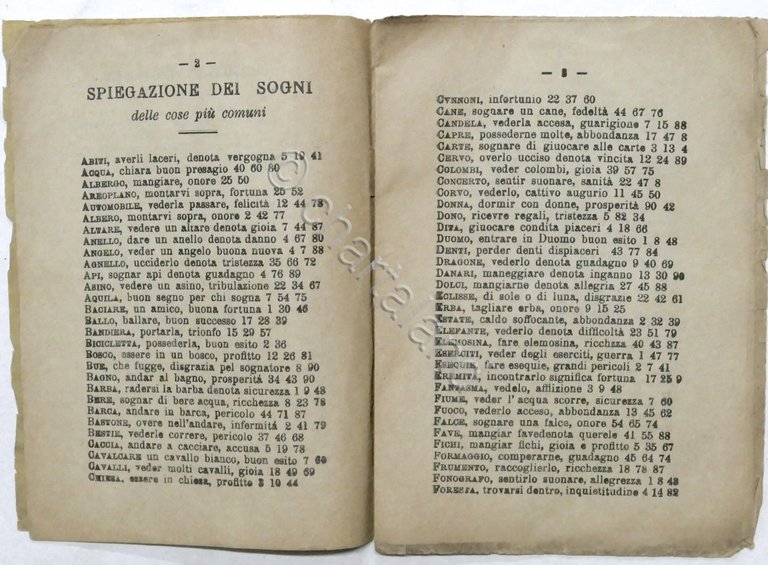 — 2 —
SPIEGAZIONE DEI SOGNI
delle cose più comuni
ABITI, averli laceri, denota vergogna 5 19 41
ACQUA, chiara buon presagio 40 60 80
ALBERGO, mangiare, onore 25 50
AREOPLANO, montarvi sopra, fortuna 25 52
AUTOMOBILE, vederla passare, felicità 12 44 78
ALBERO, montarvi sopra, onore 2 42 77
ALTARE, vedere un altare denota gioia 7 44 87
ANELLO, dare un anello denota danno 4 67 80
ANGELO, veder un angelo buona nuova 4 7 88
AGNELLO, ucciderlo denota tristezza 35 66 72
API, sognar api denota guadagno 4 76 89
ASINO, vedere un asino, tribulazione 22 34 67
AQUILA, buon segno per chi sogna 7 54 75
BACIARE, un amico, buona fortuna 1 30 46
BALLO, ballare, buon successo 17 28 39
BANDIERA, portarla, trionfo 15 29 57
BICICLETTA, possederla, buon esito 2 36
BOSCO, essere in un bosco, profitto 12 26 81
BUE, che fugge, disgrazia pel sognatore 8 90
BAGNO, andar al bagno, prosperità 34 43 90
BARBA, radersi la barba denota sicurezza 1 9 48
BERE, sognar di bere acqua, ricchezza 8 23 78
BARCA, andare in barca, pericolo 44 71 87
BASTONE, overe nell'andare, infermitá 2 41 79
BESTIE, vederle correre, pericolo 37 46 68
CACCIA, andare a cacciare, accusa 5 19 78
CAVALCARE un cavallo bianco, buon esito 7 60
CAVALLI, veder molti cavalli, gioia 18 49 69
CHIESA, essere in chiesa, profitto 3 10 44
— 3 —
CVNNONI, infortunio 22 37 60
CANE, sognare un cane, fedeltà 44 67 76
CANDELA, vederla accesa, guarigione 7 15 88
CAPRE, possederne molte, abbondanza 17 47 8
CARTE, sognare di giuocare alle carte 3 13 4
CERVO, overlo ucciso denota vincita 12 24 89
COLOMBI, veder colombi, gioia 39 57 75
CONCERTO, sentir suonare, sanità 22 47 8
CORVO, vederlo, cattivo augurio 11 45 50
DONNA, dormir con donne, prosperità 90 42
DONO, ricevre regali, tristezza 5 82 34
DITA, giuocare condita piaceri 4 18 66
DUOMO, entrare in Duomo buon esito 1 8 48
DENTI, perder denti dispiaceri 43 77 84
DRAGONE, vederlo denota guadagno 9 40 69
DANARI, maneggiare denota inganno 13 30 90
DOLCI, mangiarne denota allegria 27 45 58
ECLISSE, di sole o di luna, disgrazie 22 42 61
ERBA, tagliare erba, onore 9 15 25
ESTATE, caldo soffocante, abbondanza 2 32 39
ELEFANTE, vederlo denota difficoltà 23 51 79
ELEMOSINA, fare elemosina, ricchzza 40 43 87
ESERCITI, veder degli eserciti, guerra 1 47 77
ESEQUIE, fare esequie, grandi pericoli 2 7 41
EREMITA, incontrarlo significa fortuna 17 25 9
FANTASMA, vedelo, afflizione 3 9 48
FIUME, veder l'acqua scorre, sicurezza 7 60
FUOCO, vederlo acceso, abbondanza 13 45 62
FALCE, sognare una falce, onore 54 65 74
FAVE, mangiar favedenota querele 41 55 88
FICHI, mangiar fichi, gioia e profitto 5 35 67
FORMAGGIO, comperarne, guadagno 45 64 74
FRUMENTO, raccoglierlo, ricchezza 18 78 87
FONOGRAFO, sentirlo suonare, allegrezza 1 8 43
FORESTA, trovarsi dentro, inquistitudine 4 14 82